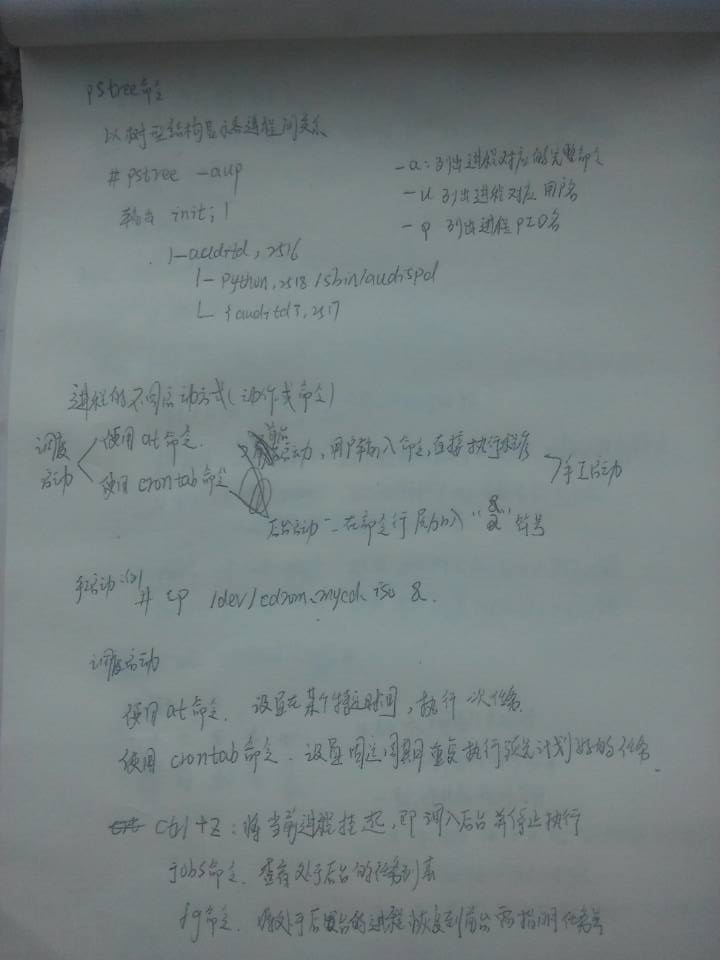 pstree命令
以树型结构显示各进程间关系
# pstree -aup
-a:列出进程对应的完整命令
-u 列出进程对应用户名
-p 列出进程PID名
输出 init,1
|-auditd,2516
|- python,2518 /sbin/audispd
└ {auditd},2517
进程的不同启动方式(动作或命令)
调度启动
使用at命令.
使用crontab命令
启动,用户输入命令,直接执行程序
手工启动
后台启动-在命令行尾加入“&”符号
手启动:
# cp /dev/cdrom mycd.iso &.
调度启动
使用at命令. 设置在某个特定时间,执行一次任务.
使用crontab命令. 设置固定周期重复执行预先计划好的任务.
ctrl+z:将当前进程挂起,即调入后台并停止执行
jobs命令. 查看处于后台的任务列表
fg命令. 将处于后台的进程恢复到前台 需指明任务号